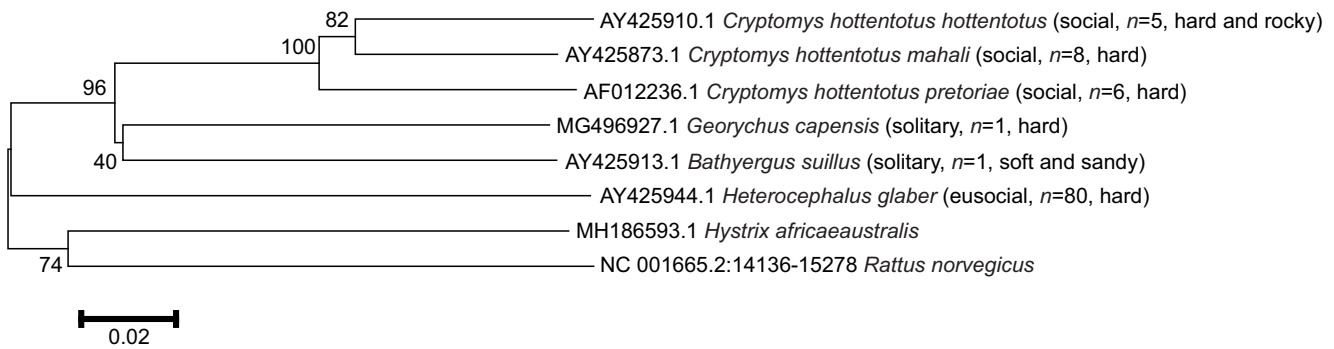 82
AY425910.1 Cryptomys hottentotus hottentotus (social, n=5, hard and rocky)
100
AY425873.1 Cryptomys hottentotus mahali (social, n=8, hard)
96
AF012236.1 Cryptomys hottentotus pretoriae (social, n=6, hard)
MG496927.1 Georychus capensis (solitary, n=1, hard)
40
AY425913.1 Bathyergus suillus (solitary, n=1, soft and sandy)
AY425944.1 Heterocephalus glaber (eusocial, n=80, hard)
MH186593.1 Hystrix africaeaustralis
74
NC 001665.2:14136-15278 Rattus norvegicus
0.02